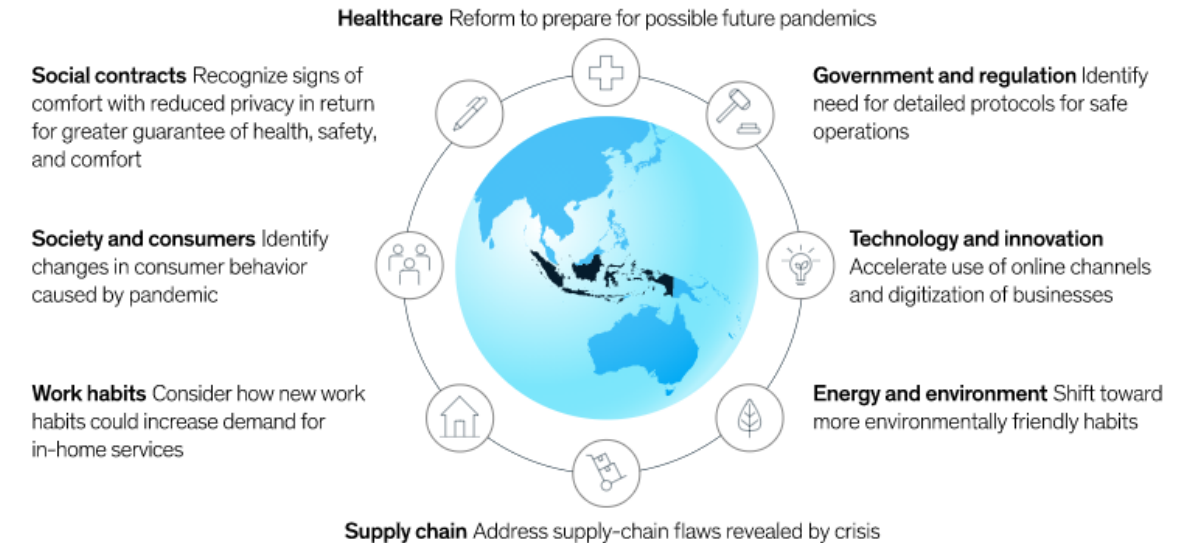 Healthcare Reform to prepare for possible future pandemics
Social contracts Recognize signs of
comfort with reduced privacy in return
for greater guarantee of health, safety,
and comfort
Government and regulation Identify
need for detailed protocols for safe
operations
Society and consumers Identify
changes in consumer behavior
caused by pandemic
Technology and innovation
Accelerate use of online channels
and digitization of businesses
Work habits Consider how new work
habits could increase demand for
in-home services
Energy and environment Shift toward
more environmentally friendly habits
Supply chain Address supply-chain flaws revealed by crisis